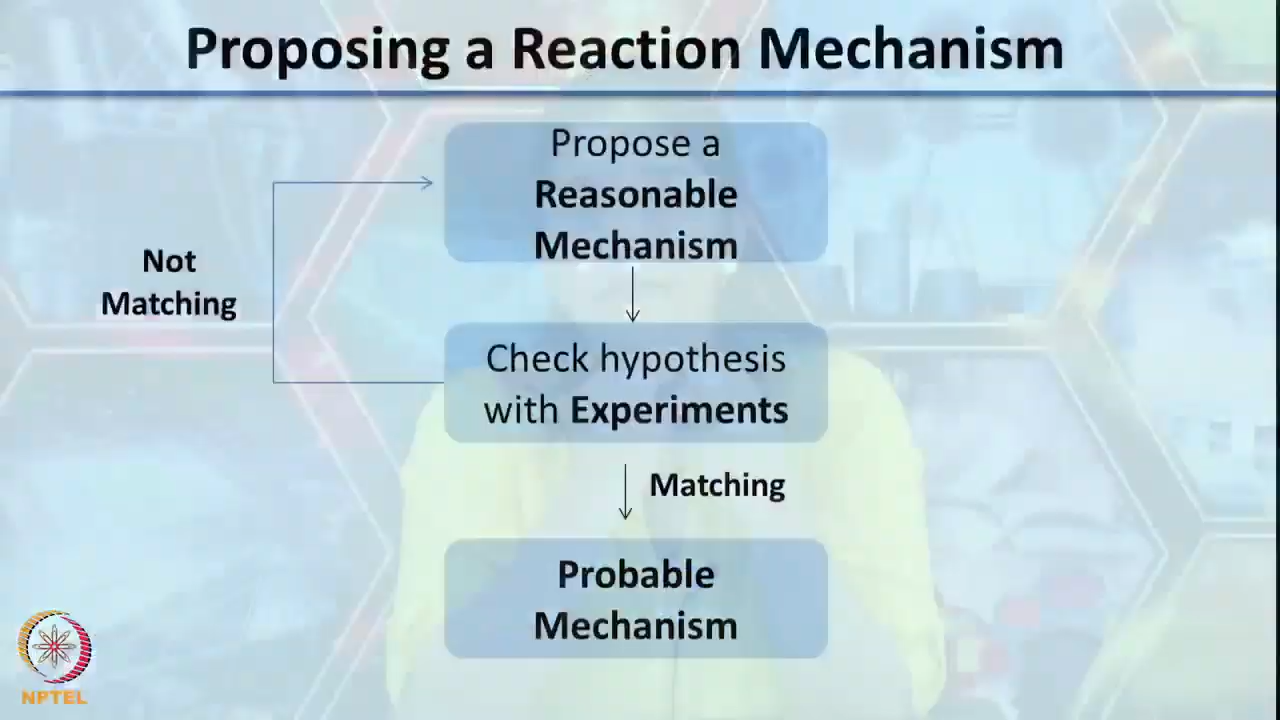 Proposing a Reaction Mechanism
Propose a
Reasonable
Mechanism
Not
Matching
Check hypothesis
with Experiments
Matching
Probable
Mechanism
NPTEL